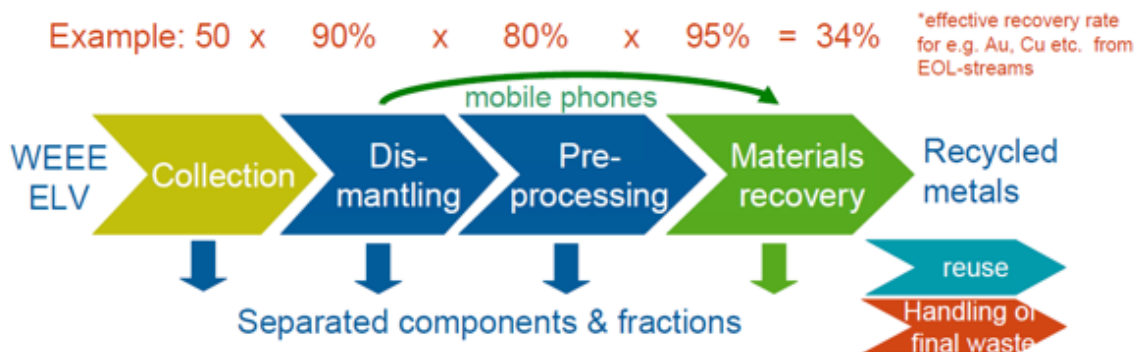 Example: 50 x 90% x 80% x 95% = 34%
*effective recovery rate
for e.g. Au, Cu etc. from
EOL-streams
mobile phones
WEEE
ELV
Collection
Dis-
mantling
Pre-
processing
Materials
recovery
Recycled
metals
reuse
Separated components & fractions
Handling of
final waste